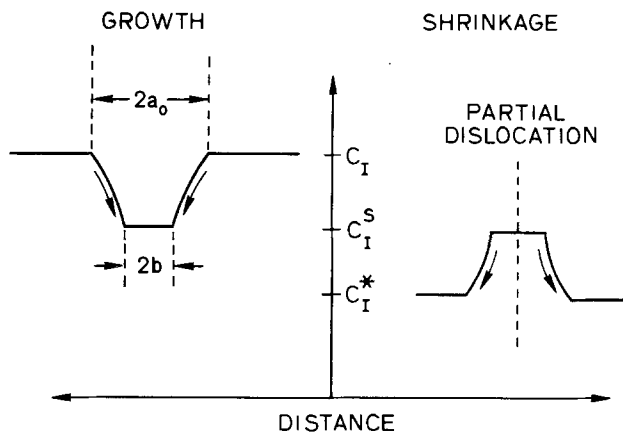 GROWTH
SHRINKAGE
2a₀
PARTIAL
DISLOCATION
C_I
C_I^S
2b
C_I^*
DISTANCE